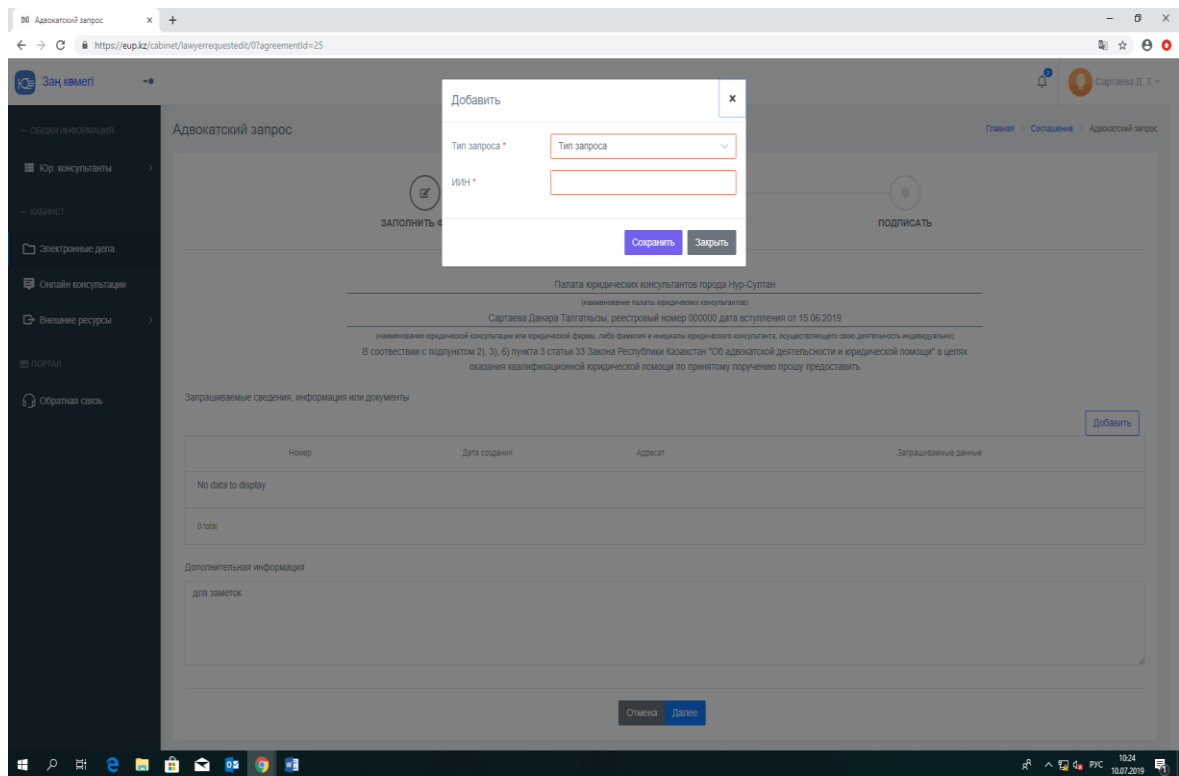 Адвокатский запрос
https://eup.kz/cabinet/lawyerrequestedit/0?agreementId=25
Заң көмегі
2
Сартаева Д. Т.
Добавить
Тип запроса *
Тип запроса
ИИН *
Сохранить
Закрыть
ОБЩАЯ ИНФОРМАЦИЯ
Юр. консультанты
КАБИНЕТ
Электронные дела
Онлайн консультации
Внешние ресурсы
ПОРТАЛ
Обратная связь
Адвокатский запрос
Главная
Соглашение
Адвокатский запрос
ЗАПОЛНИТЬ
ПОДПИСАТЬ
Палата юридических консультантов города Нур-Султан
(наименование палаты юридических консультантов)
Сартаева Данара Талгаткызы, реестровый номер 000000 дата вступления от 15.06.2019
(наименование юридической консультации или юридической фирмы, либо фамилия и инициалы юридического консультанта, осуществляющего свою деятельность индивидуально)
В соотвествии с подпунктом 2), 3), 6) пункта 3 статьи 33 Закона Республики Казахстан "Об адвокатской деятельности и юридической помощи" в целях
оказания квалификационной юридической помощи по принятому поручению прошу предоставить
Запрашиваемые сведения, информация или документы
Добавить
Номер
Дата создания
Адресат
Запрашиваемые данные
No data to display
0 total
Дополнительная информация
для заметок
Отмена
Далее
РУС
10:24
10.07.2019